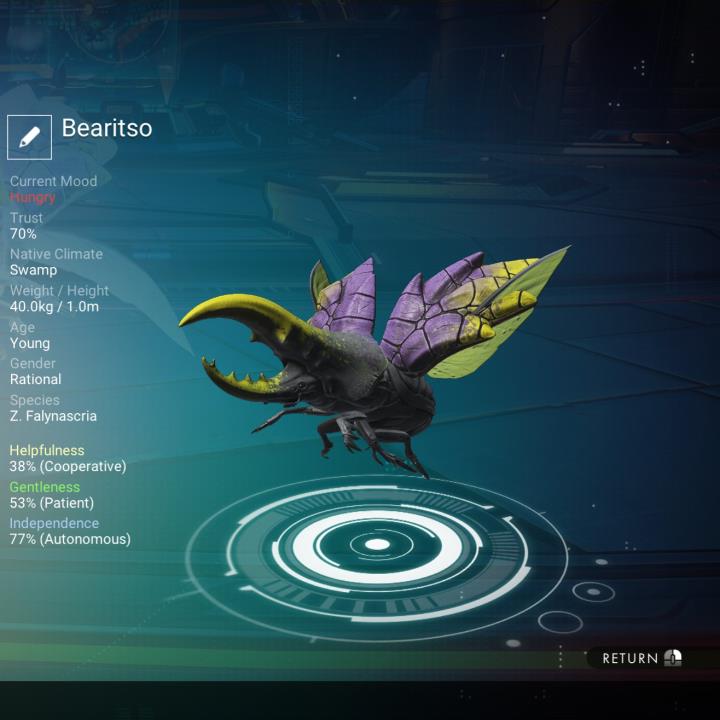 Bearitso
Current Mood
Hungry
Trust
70%
Native Climate
Swamp
Weight / Height
40.0kg / 1.0m
Age
Young
Gender
Rational
Species
Z. Falynascria
Helpfulness
38% (Cooperative)
Gentleness
53% (Patient)
Independence
77% (Autonomous)
RETURN